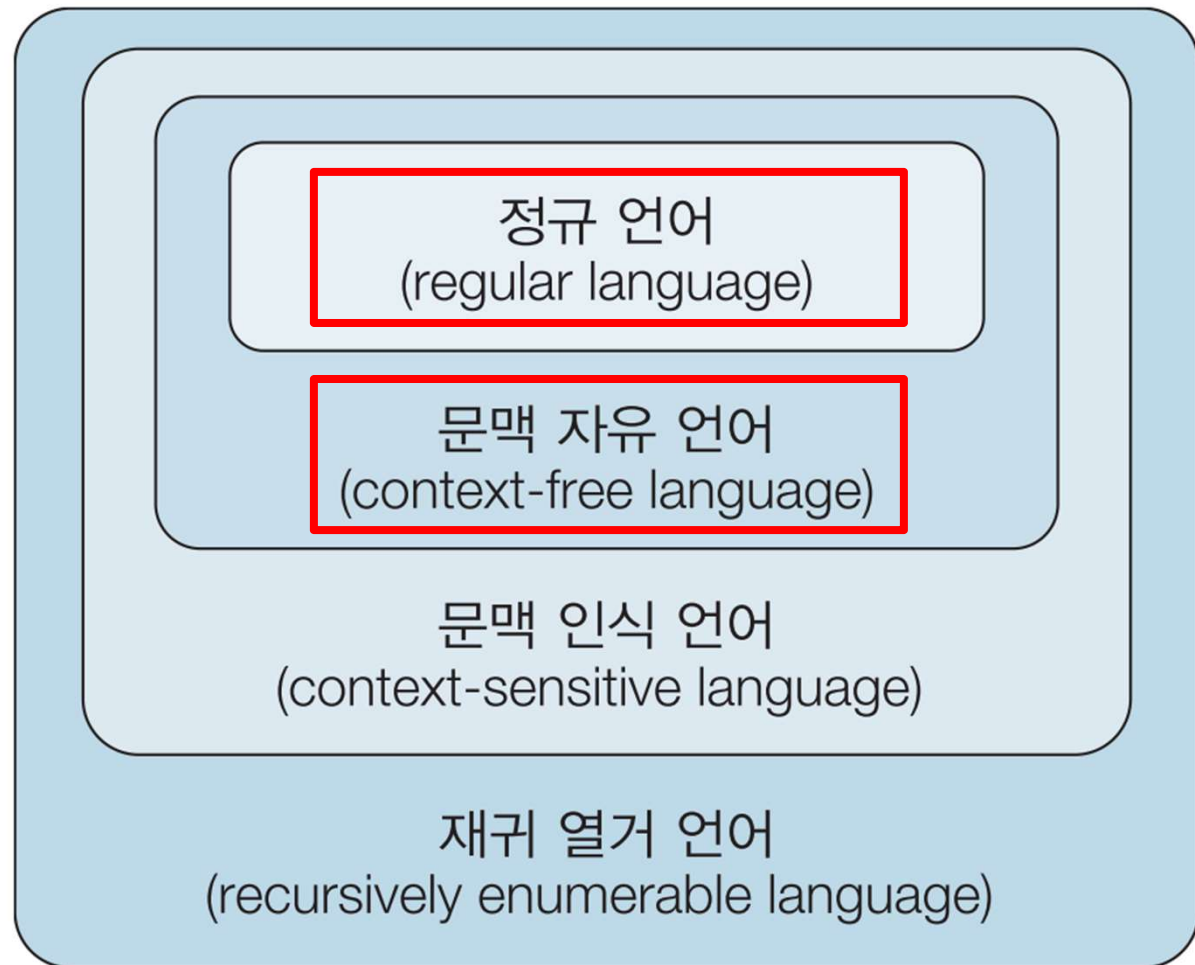 정규 언어
(regular language)
문맥 자유 언어
(context-free language)
문맥 인식 언어
(context-sensitive language)
재귀 열거 언어
(recursively enumerable language)